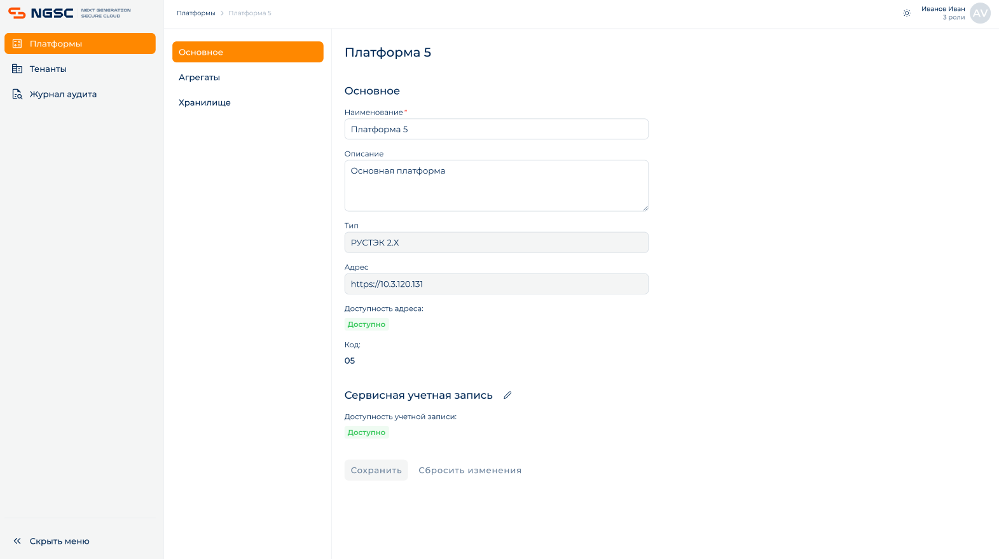 NGSC
NEXT GENERATION
SECURE CLOUD
Платформы
Тенанты
Журнал аудита
Скрыть меню
Платформы > Платформа 5
Иванов Иван
3 роли
AV
Основное
Агрегаты
Хранилище
Платформа 5
Основное
Наименование*
Платформа 5
Описание
Основная платформа
Тип
РУСТЭК 2.X
Адрес
https://10.3.120.131
Доступность адреса:
Доступно
Код:
05
Сервисная учетная запись
Доступность учетной записи:
Доступно
Сохранить
Сбросить изменения